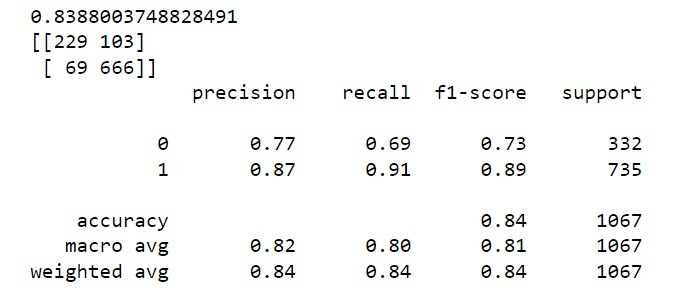 0.8388003748828491
[[229 103]
[ 69 666]]
precision recall f1-score support
0 0.77 0.69 0.73 332
1 0.87 0.91 0.89 735
accuracy 0.84 1067
macro avg 0.82 0.80 0.81 1067
weighted avg 0.84 0.84 0.84 1067